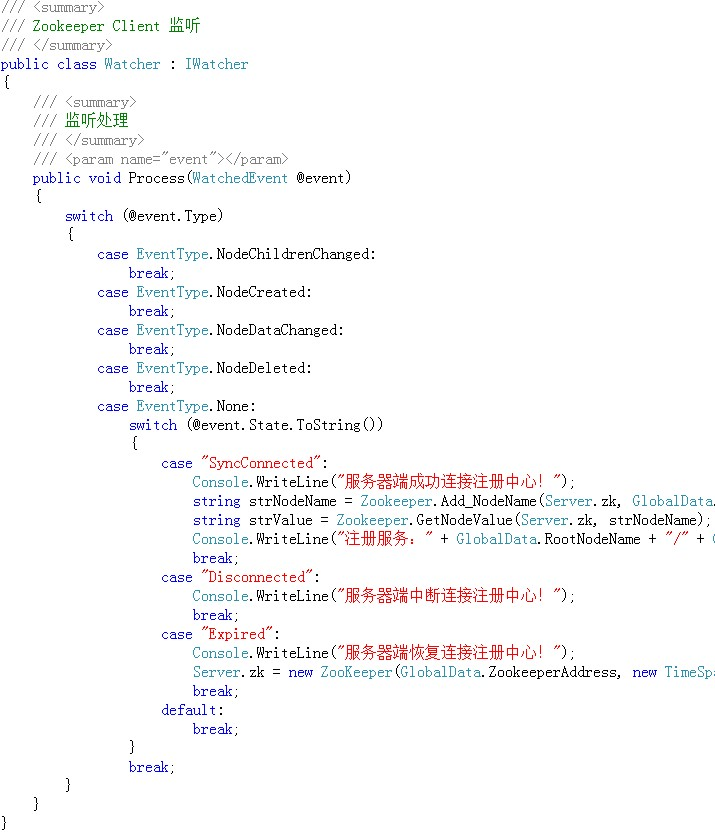 /// <summary>
/// Zookeeper Client 监听
/// </summary>
public class Watcher : IWatcher
{
    /// <summary>
    /// 监听处理
    /// </summary>
    /// <param name="event"></param>
    public void Process(WatchedEvent @event)
    {
        switch (@event.Type)
        {
            case EventType.NodeChildrenChanged:
                break;
            case EventType.NodeCreated:
                break;
            case EventType.NodeDataChanged:
                break;
            case EventType.NodeDeleted:
                break;
            case EventType.None:
                switch (@event.State.ToString())
                {
                    case "SyncConnected":
                        Console.WriteLine("服务器端成功连接注册中心！");
                        string strNodeName = Zookeeper.Add_NodeName(Server.zk, GlobalData.
                        string strValue = Zookeeper.GetNodeValue(Server.zk, strNodeName);
                        Console.WriteLine("注册服务：" + GlobalData.RootNodeName + "/" +
                        break;
                    case "Disconnected":
                        Console.WriteLine("服务器端中断连接注册中心！");
                        break;
                    case "Expired":
                        Console.WriteLine("服务器端恢复连接注册中心！");
                        Server.zk = new ZooKeeper(GlobalData.ZookeeperAddress, new TimeSpa
                        break;
                    default:
                        break;
                }
                break;
        }
    }
}